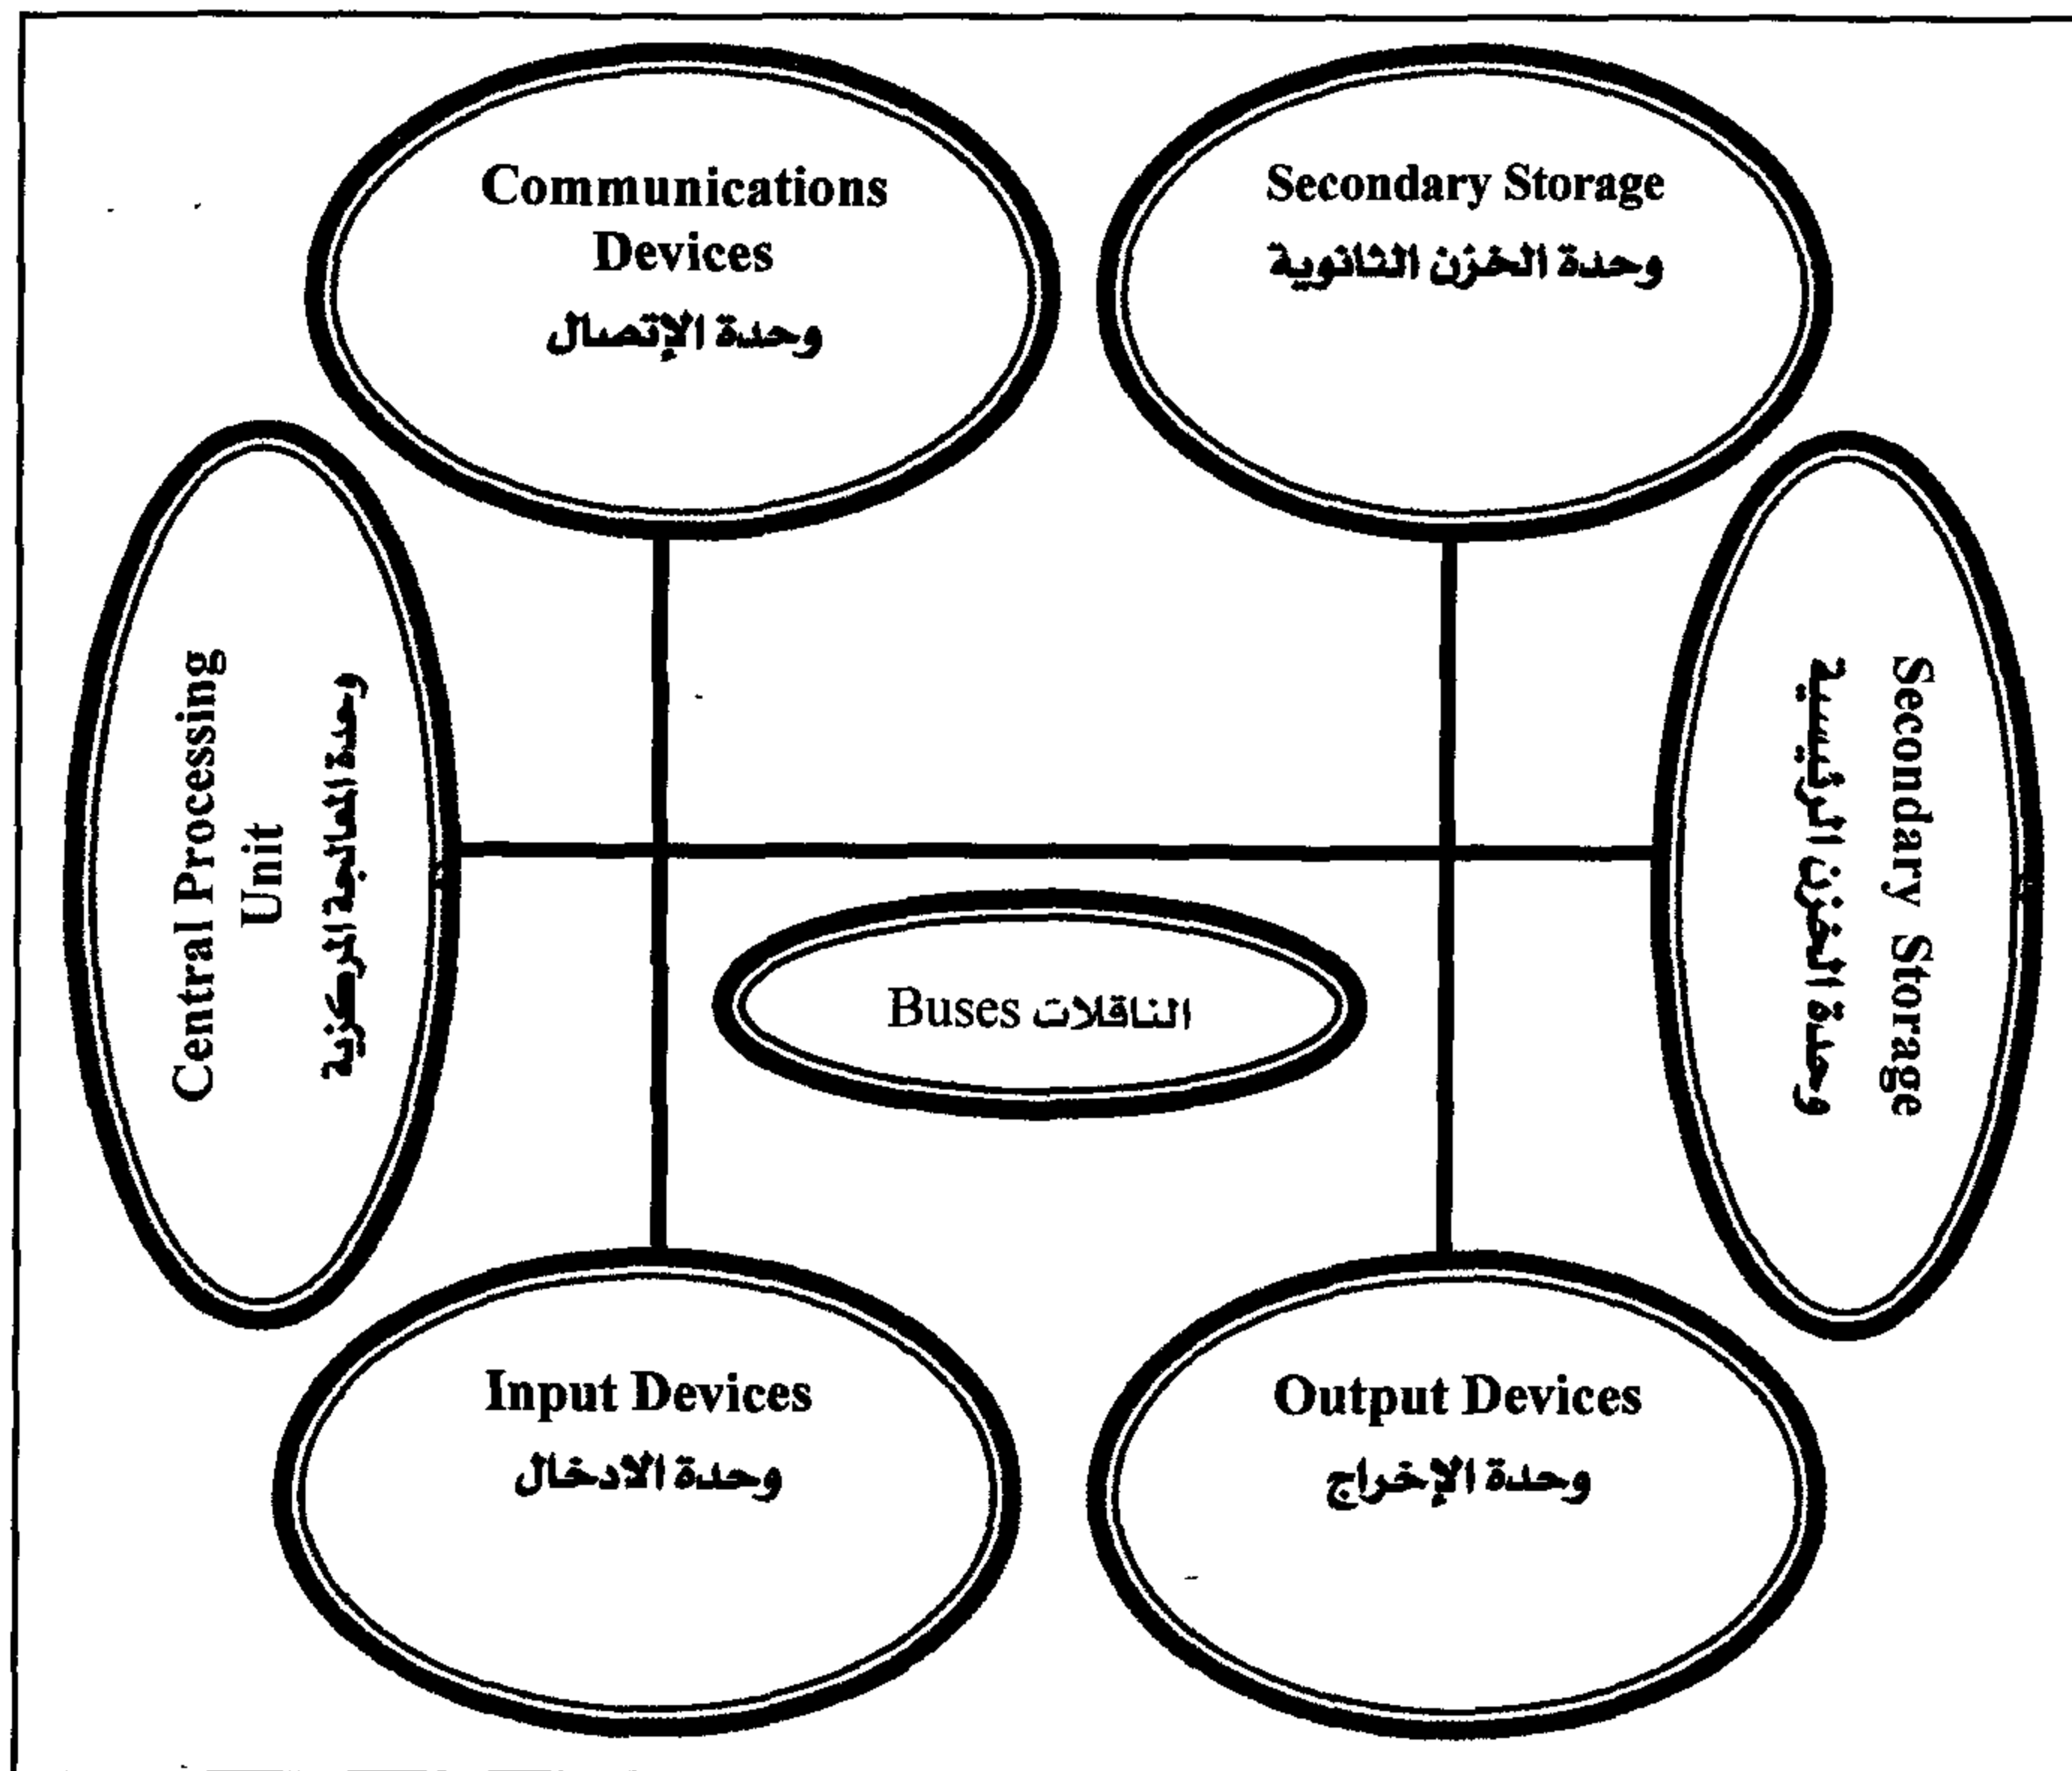 Communications
Devices
وحدة الإتصال
Secondary Storage
وحدة الخزن الثانوية
Central Processing
Unit
وحدة المعالجة المركزية
Secondary Storage
وحدة الخزن الرئيسية
Buses الناقلات
Input Devices
وحدة الادخال
Output Devices
وحدة الإخراج